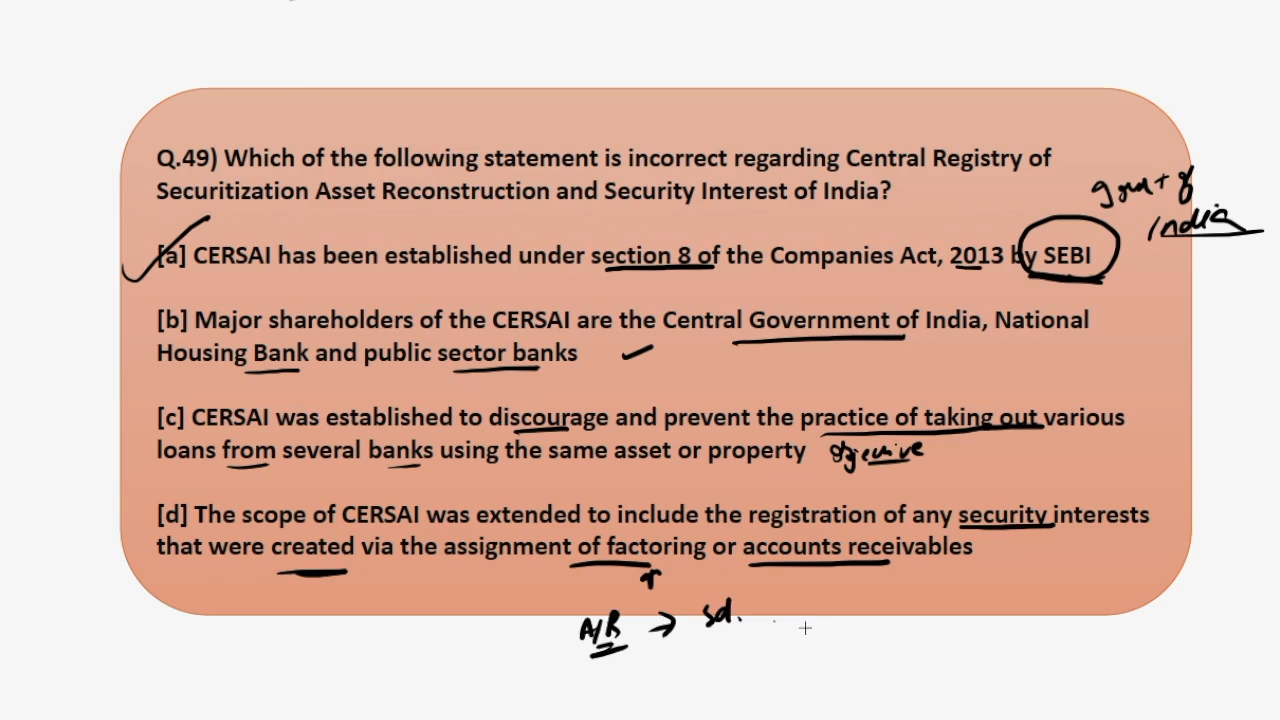 Q.49) Which of the following statement is incorrect regarding Central Registry of
Securitization Asset Reconstruction and Security Interest of India?
govt of
India
[a] CERSAI has been established under section 8 of the Companies Act, 2013 by SEBI
[b] Major shareholders of the CERSAI are the Central Government of India, National
Housing Bank and public sector banks
[c] CERSAI was established to discourage and prevent the practice of taking out various
loans from several banks using the same asset or property objective
[d] The scope of CERSAI was extended to include the registration of any security interests
that were created via the assignment of factoring or accounts receivables
A/R → sd.